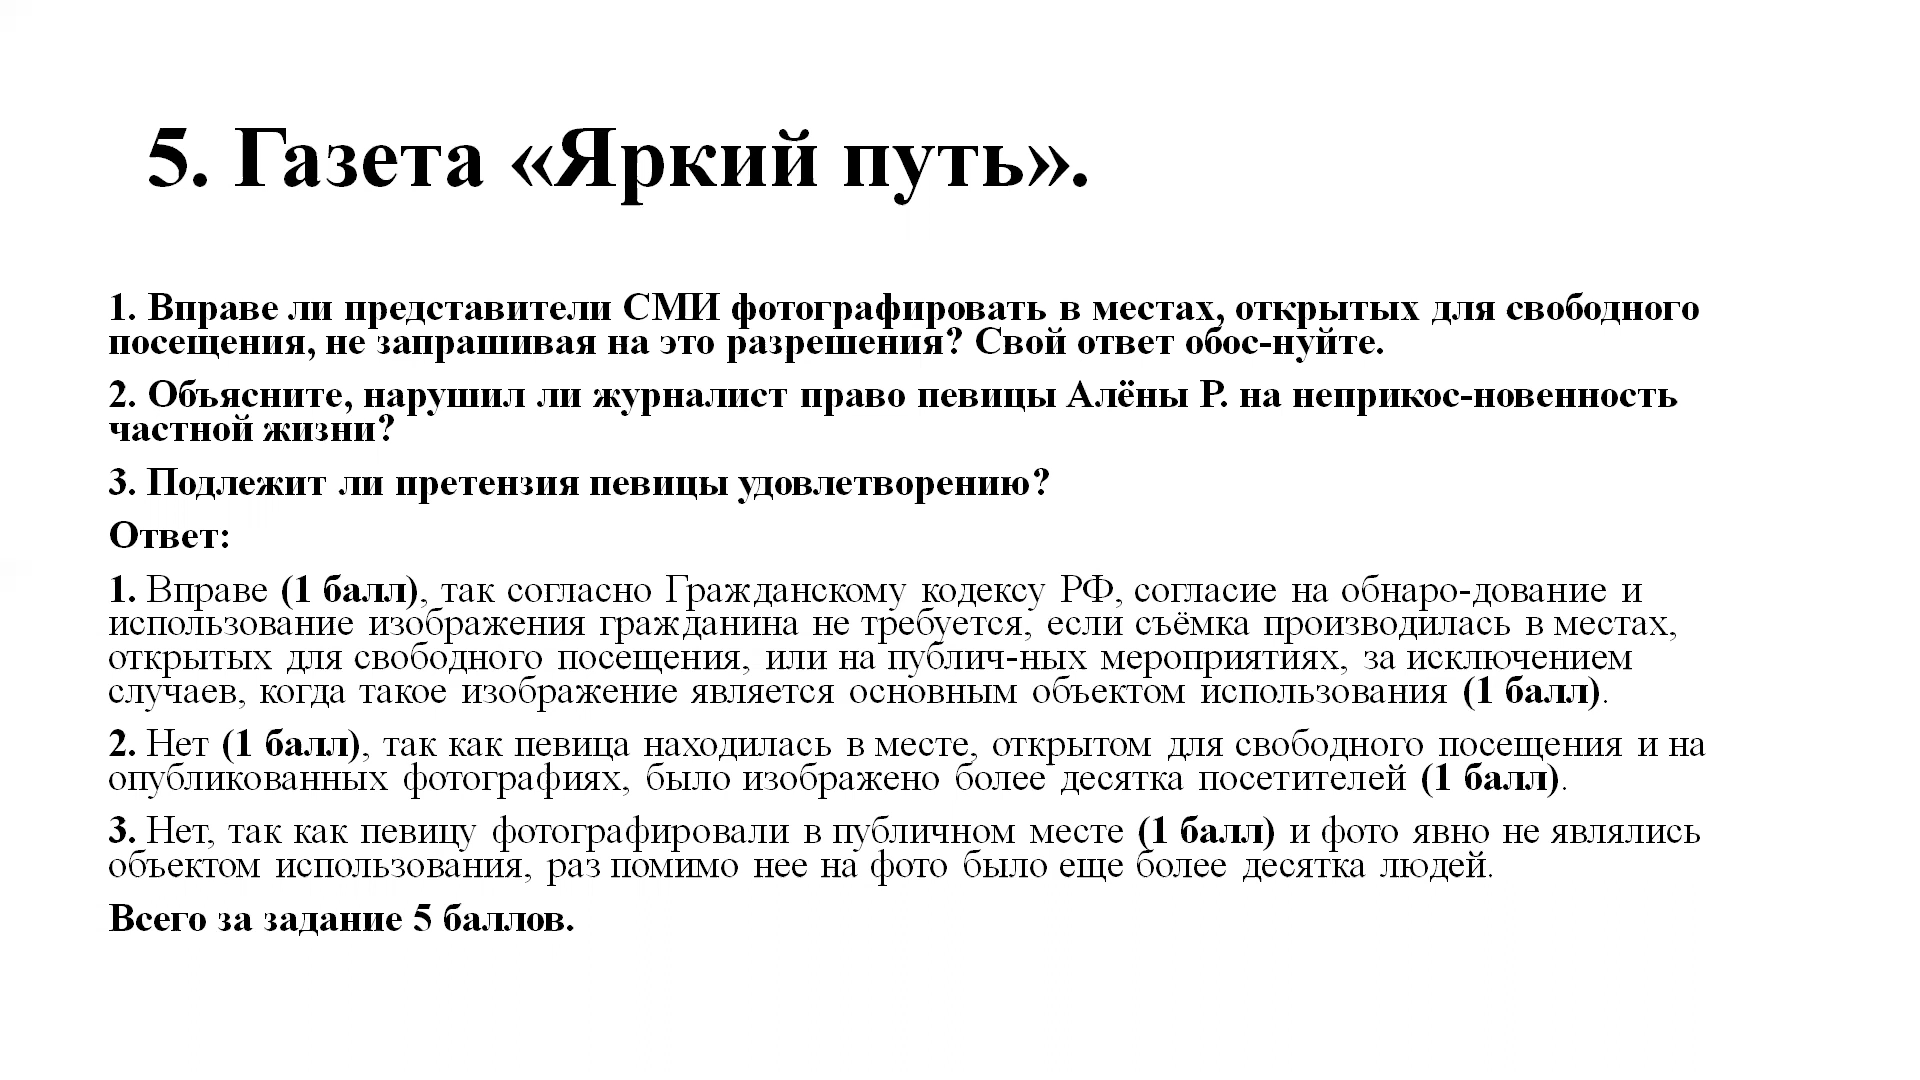 5. Газета «Яркий путь».
1. Вправе ли представители СМИ фотографировать в местах, открытых для свободного
посещения, не запрашивая на это разрешения? Свой ответ обос-нуйте.
2. Объясните, нарушил ли журналист право певицы Алёны Р. на неприкос-новенность
частной жизни?
3. Подлежит ли претензия певицы удовлетворению?
Ответ:
1. Вправе (1 балл), так согласно Гражданскому кодексу РФ, согласие на обнаро-дование и
использование изображения гражданина не требуется, если съёмка производилась в местах,
открытых для свободного посещения, или на публич-ных мероприятиях, за исключением
случаев, когда такое изображение является основным объектом использования (1 балл).
2. Нет (1 балл), так как певица находилась в месте, открытом для свободного посещения и на
опубликованных фотографиях, было изображено более десятка посетителей (1 балл).
3. Нет, так как певицу фотографировали в публичном месте (1 балл) и фото явно не являлись
объектом использования, раз помимо нее на фото было еще более десятка людей.
Всего за задание 5 баллов.